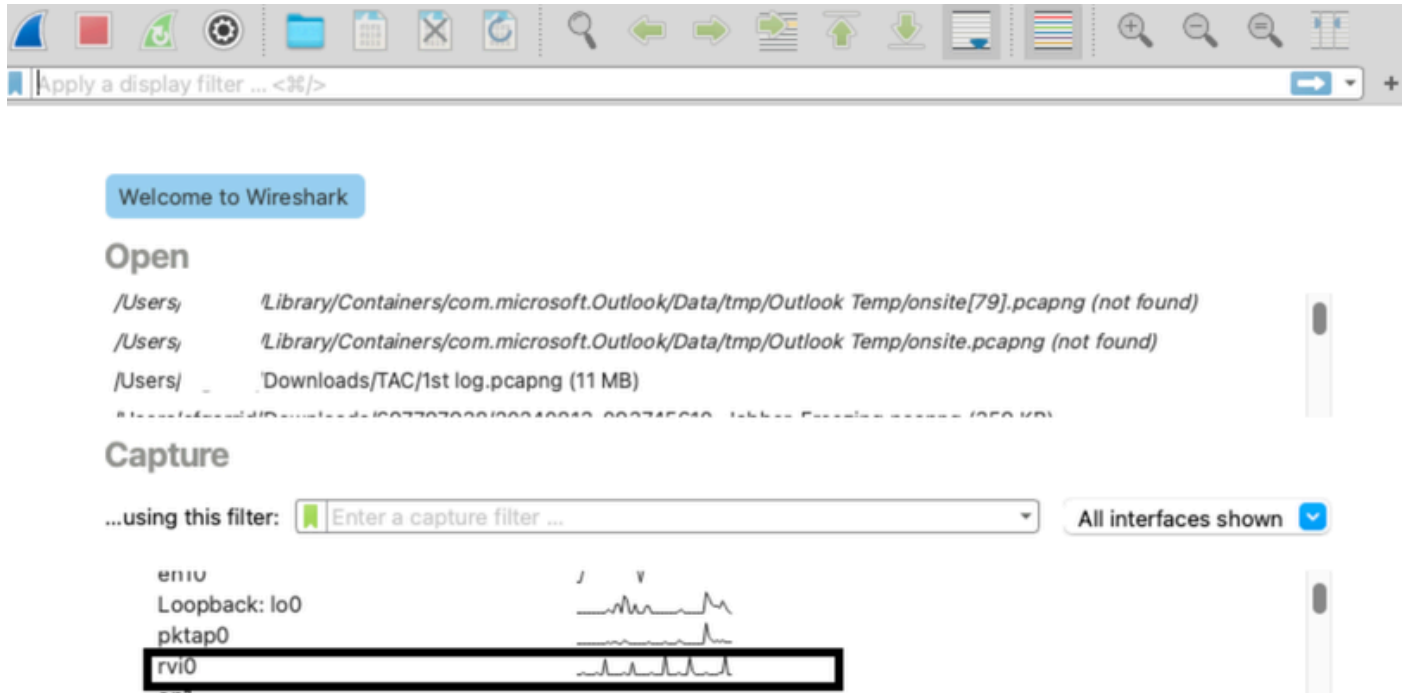 Apply a display filter ... <⌘/>
+
Welcome to Wireshark
Open
/Users/ /Library/Containers/com.microsoft.Outlook/Data/tmp/Outlook Temp/onsite[79].pcapng (not found)
/Users/ /Library/Containers/com.microsoft.Outlook/Data/tmp/Outlook Temp/onsite.pcapng (not found)
/Users/ /Downloads/TAC/1st log.pcapng (11 MB)
Capture
...using this filter: Enter a capture filter ... All interfaces shown
Loopback: lo0
pktap0
rvi0